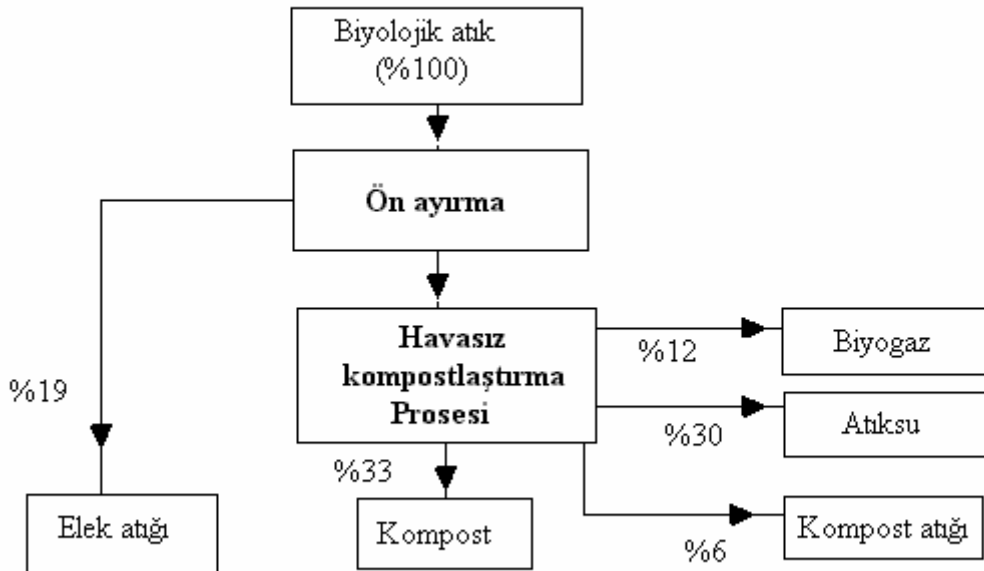 Biyolojik atık
(%100)
Ön ayırma
Havasız
kompostlaştırma
Prosesi
%12
Biyogaz
%19
%30
Atıksu
%33
Elek atığı
Kompost
%6
Kompost atığı